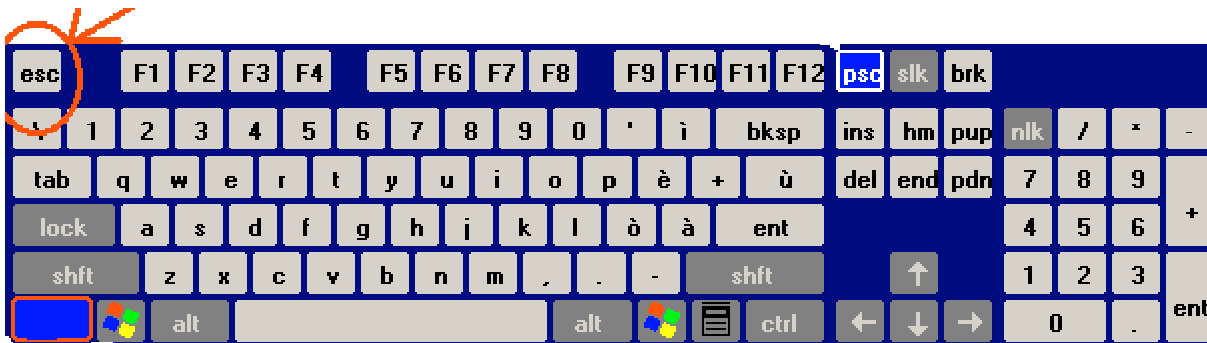 esc F1 F2 F3 F4 F5 F6 F7 F8 F9 F10 F11 F12 psc slk brk
\ 1 2 3 4 5 6 7 8 9 0 ' ì bksp ins hm pup nlk / * -
tab q w e r t y u i o p è + ù del end pdn 7 8 9
lock a s d f g h j k l ò à ent 4 5 6 +
shft z x c v b n m , . - shft ↑ 1 2 3
alt alt ctrl ← ↓ → 0 . ent